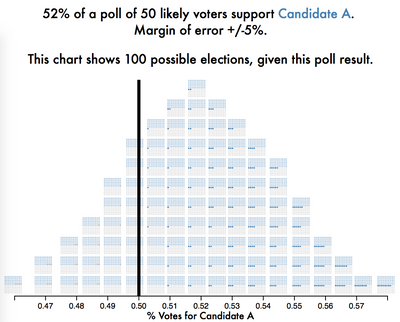 52% of a poll of 50 likely voters support Candidate A.
Margin of error +/-5%.
This chart shows 100 possible elections, given this poll result.
0.47 0.48 0.49 0.50 0.51 0.52 0.53 0.54 0.55 0.56 0.57
% Votes for Candidate A